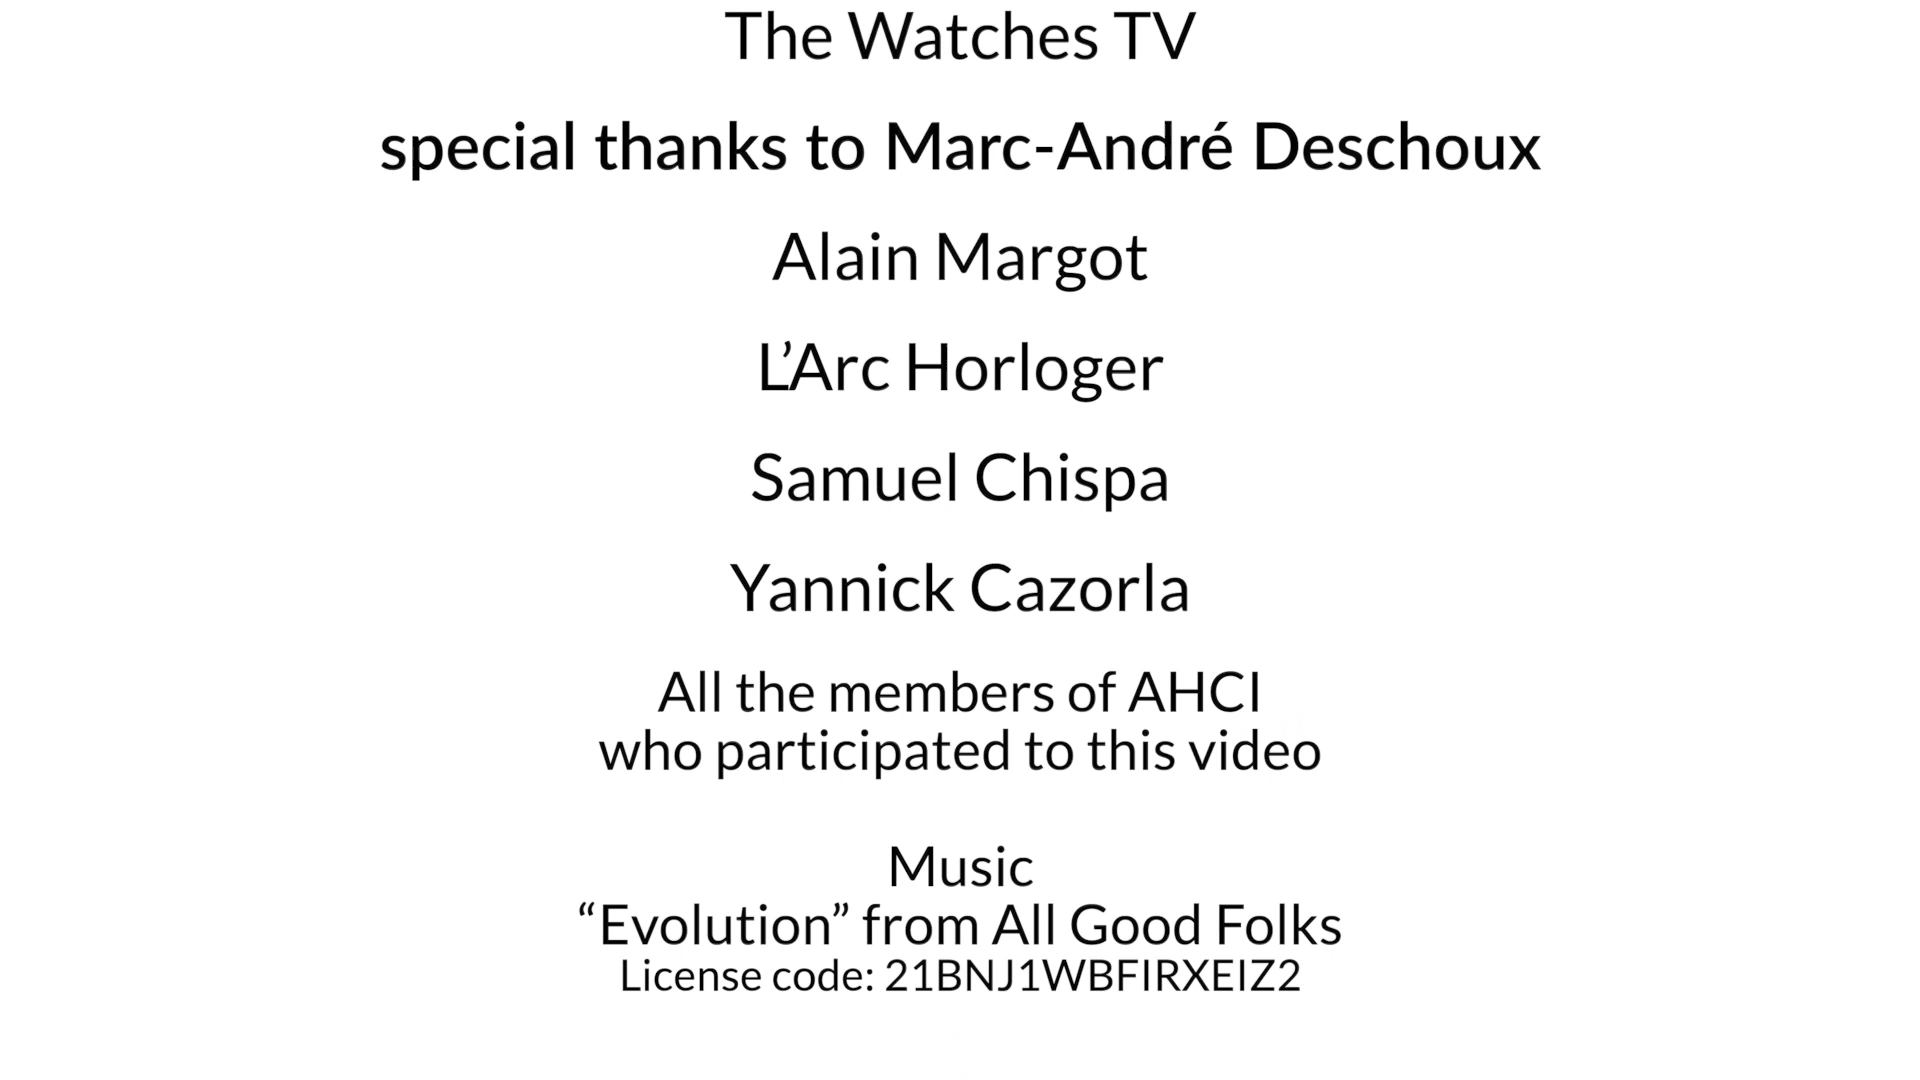 The Watches TV
special thanks to Marc-André Deschoux
Alain Margot
L’Arc Horloger
Samuel Chispa
Yannick Cazorla
All the members of AHCI
who participated to this video
Music
“Evolution” from All Good Folks
License code: 21BNJ1WBFIRXEIZ2